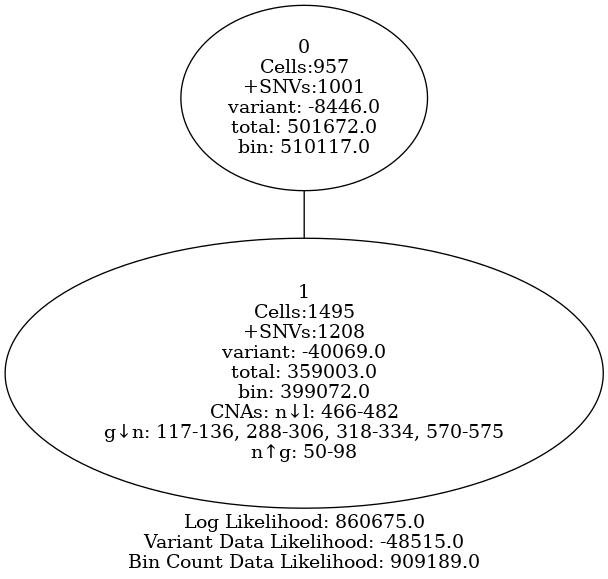 0
Cells:957
+SNVs:1001
variant: -8446.0
total: 501672.0
bin: 510117.0
1
Cells:1495
+SNVs:1208
variant: -40069.0
total: 359003.0
bin: 399072.0
CNAs: n↓l: 466-482
g↓n: 117-136, 288-306, 318-334, 570-575
n↑g: 50-98
Log Likelihood: 860675.0
Variant Data Likelihood: -48515.0
Bin Count Data Likelihood: 909189.0